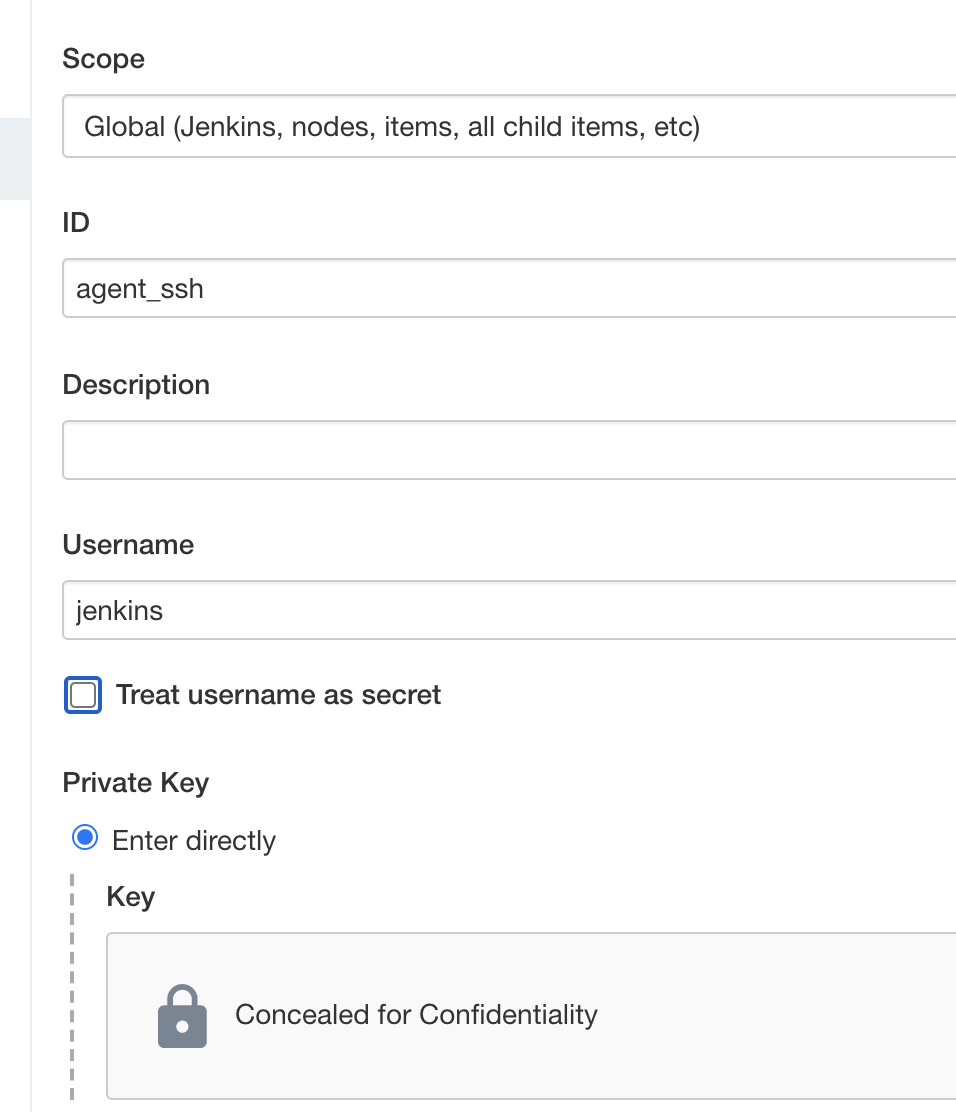 Scope
Global (Jenkins, nodes, items, all child items, etc)
ID
agent_ssh
Description
Username
jenkins
Treat username as secret
Private Key
Enter directly
Key
Concealed for Confidentiality